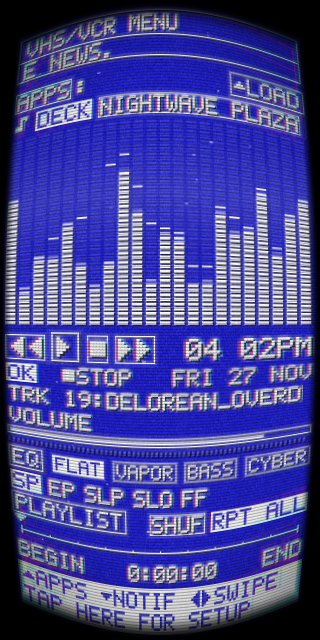 VHS/VCR MENU
E NEWS.
APPS: ▲LOAD
♪ DECK NIGHTWAVE PLAZA
04 02PM
OK ■STOP FRI 27 NOV
TRK 19:DELOREAN_OVERD
VOLUME
EQ FLAT VAPOR BASS CYBER
SP EP SLP SLO FF
PLAYLIST SHUF RPT ALL
BEGIN 0:00:00 END
▲APPS ▼NOTIF ◀▶SWIPE
TAP HERE FOR SETUP